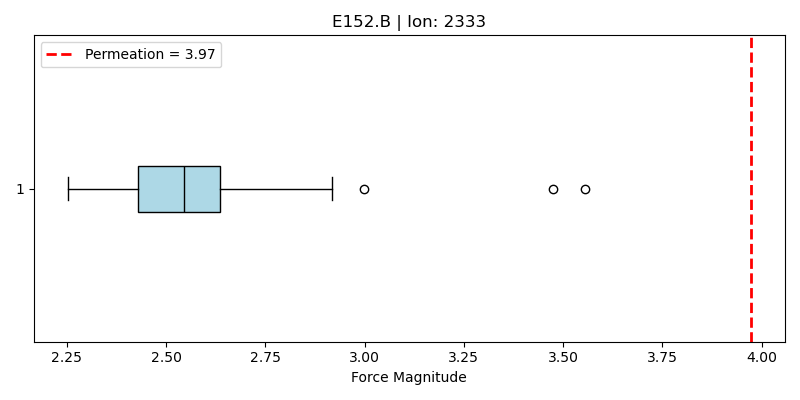 E152.B | Ion: 2333
Permeation = 3.97
1
2.25 2.50 2.75 3.00 3.25 3.50 3.75 4.00
Force Magnitude